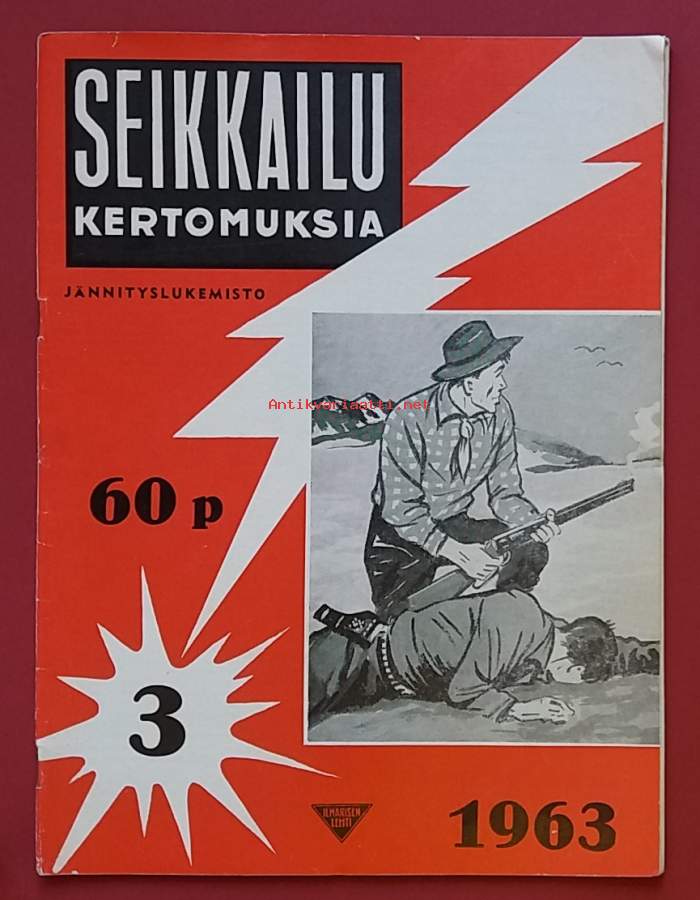 SEIKKAILU
KERTOMUKSIA
JÄNNITYSLUKEMISTO
Antikvariaatti.net
60 p
3
ILMARISEN
LEHTI
1963